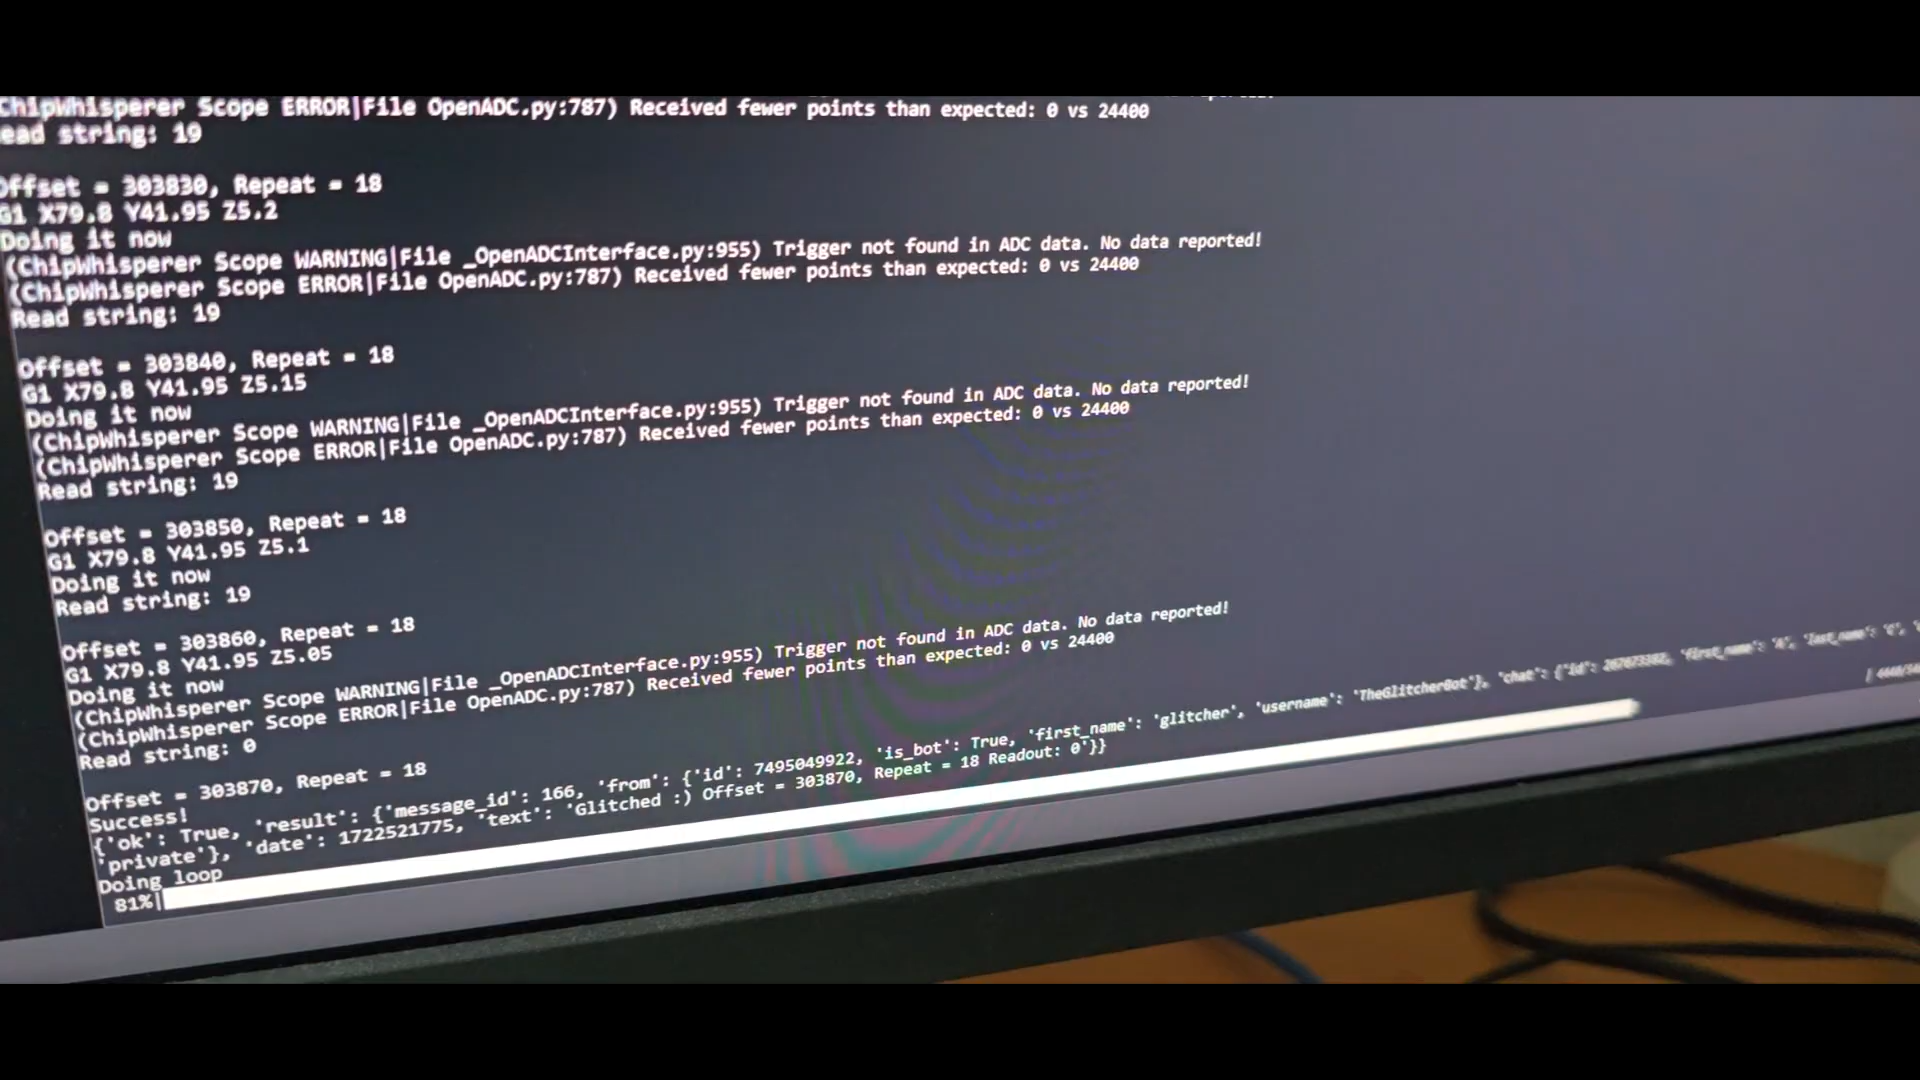 ChipWhisperer Scope ERROR|File OpenADC.py:787) Received fewer points than expected: 0 vs 24400
ead string: 19
Offset = 303830, Repeat = 18
G1 X79.8 Y41.95 Z5.2
Doing it now
(ChipWhisperer Scope WARNING|File _OpenADCInterface.py:955) Trigger not found in ADC data. No data reported!
(ChipWhisperer Scope ERROR|File OpenADC.py:787) Received fewer points than expected: 0 vs 24400
Read string: 19
Offset = 303840, Repeat = 18
G1 X79.8 Y41.95 Z5.15
Doing it now
(ChipWhisperer Scope WARNING|File _OpenADCInterface.py:955) Trigger not found in ADC data. No data reported!
(ChipWhisperer Scope ERROR|File OpenADC.py:787) Received fewer points than expected: 0 vs 24400
Read string: 19
Offset = 303850, Repeat = 18
G1 X79.8 Y41.95 Z5.1
Doing it now
Read string: 19
Offset = 303860, Repeat = 18
G1 X79.8 Y41.95 Z5.05
Doing it now
(ChipWhisperer Scope WARNING|File _OpenADCInterface.py:955) Trigger not found in ADC data. No data reported!
(ChipWhisperer Scope ERROR|File OpenADC.py:787) Received fewer points than expected: 0 vs 24400
Read string: 0
Offset = 303870, Repeat = 18
Success!
{'ok': True, 'result': {'message_id': 166, 'from': {'id': 7495049922, 'is_bot': True, 'first_name': 'glitcher', 'username': 'TheGlitcherBot'}, 'chat': {'id': 'first_name': 'last_name':
'private'}, 'date': 1722521775, 'text': 'Glitched :) Offset = 303870, Repeat = 18 Readout: 0'}}
Doing loop
81%|